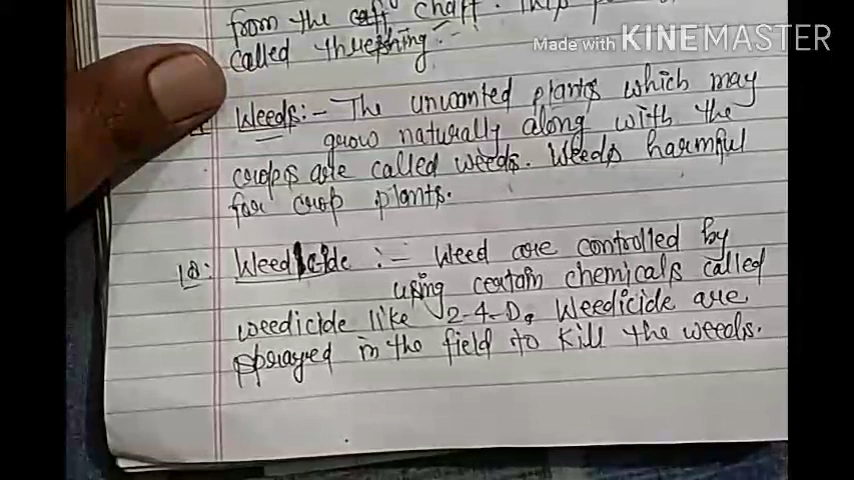 from the chaff. This
called threshing:-
Made with KINEMASTER
Weeds:- The unwanted plants which may
grow naturally along with the
crops are called weeds. Weeds harmful
for crop plants.
18: Weedicide :- Weed are controlled by
using certain chemicals called
weedicide like 2-4-D. Weedicide are
sprayed in the field to kill the weeds.